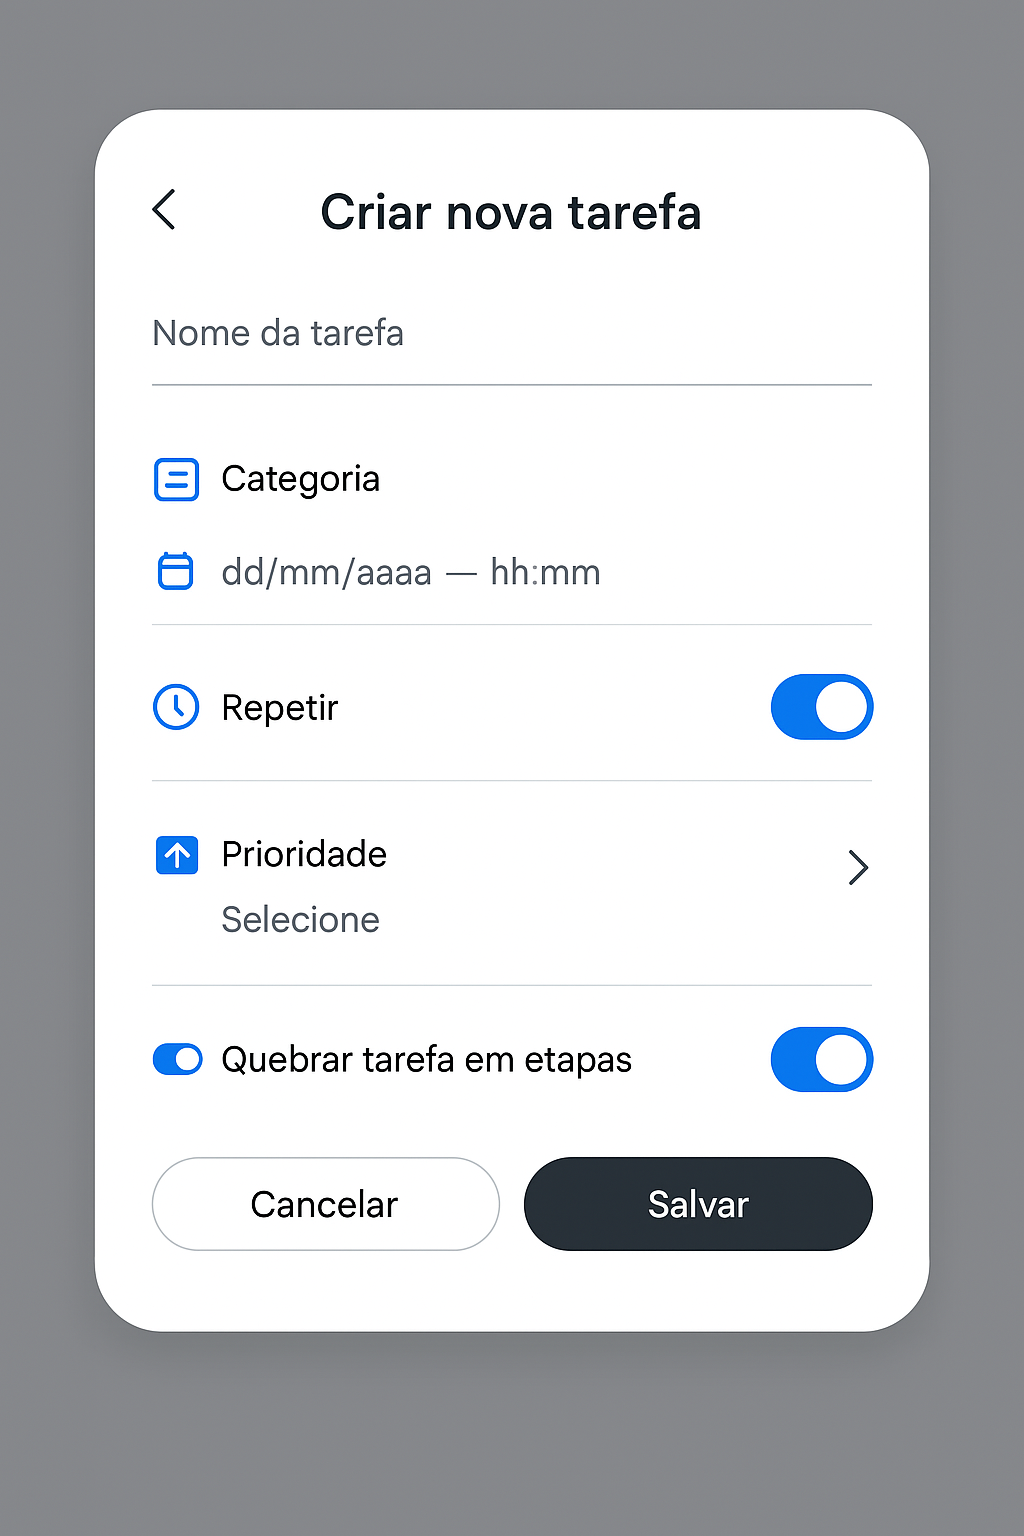 Criar nova tarefa
Nome da tarefa
Categoria
dd/mm/aaaa — hh:mm
Repetir
Prioridade
Selecione
Quebrar tarefa em etapas
Cancelar
Salvar